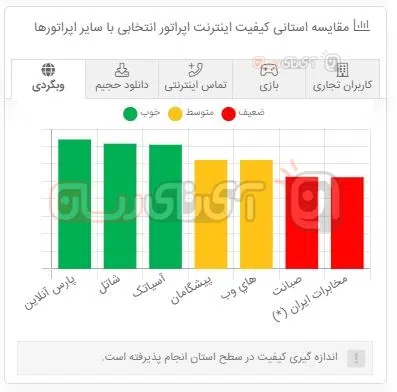 مقایسه استانی کیفیت اینترنت اپراتور انتخابی با سایر اپراتورها
کاربران تجاری
بازی
تماس اینترنتی
دانلود حجیم
وبگردی
ضعیف
متوسط
خوب
آی‌تی‌رسان
پارس آنلاین
شاتل
آسیاتک
پیشگامان
های وب
صبانت
مخابرات ایران (*)
اندازه گیری کیفیت در سطح استان انجام پذیرفته است.